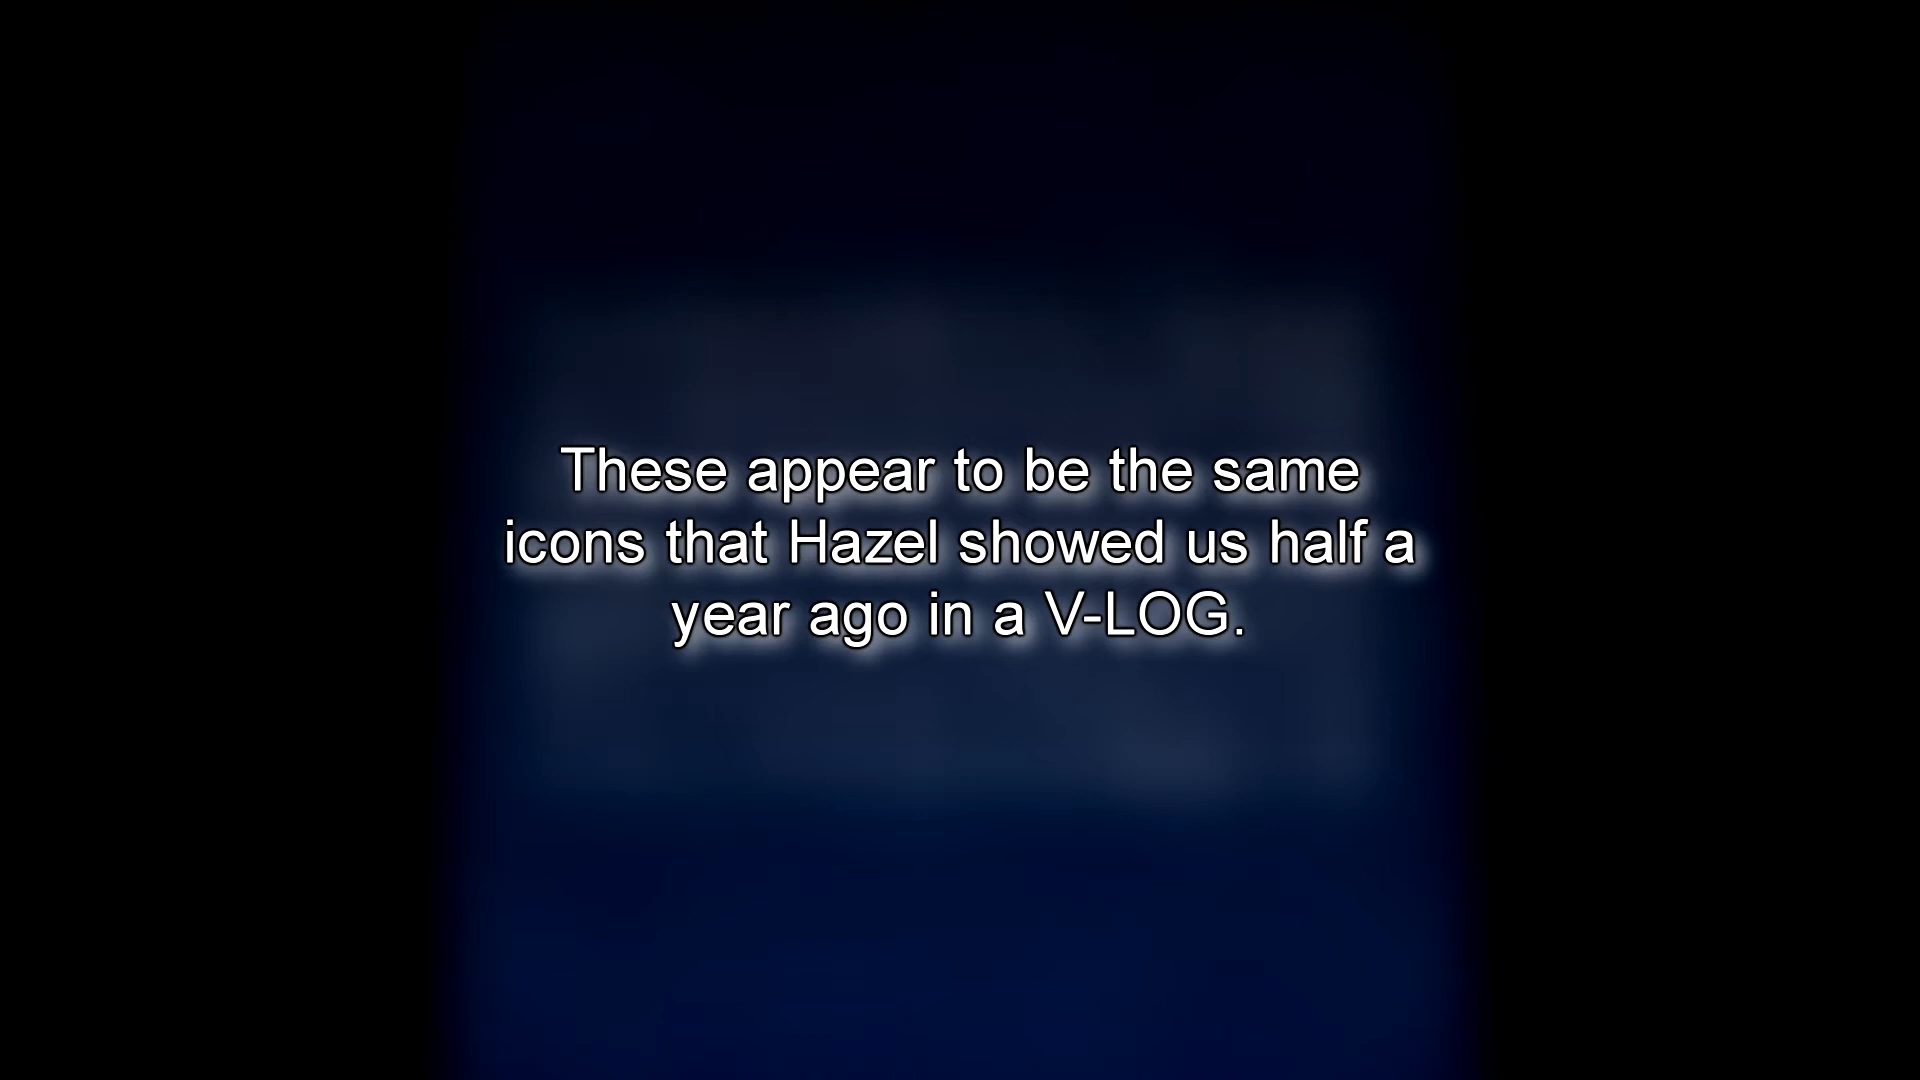 These appear to be the same
icons that Hazel showed us half a
year ago in a V-LOG.